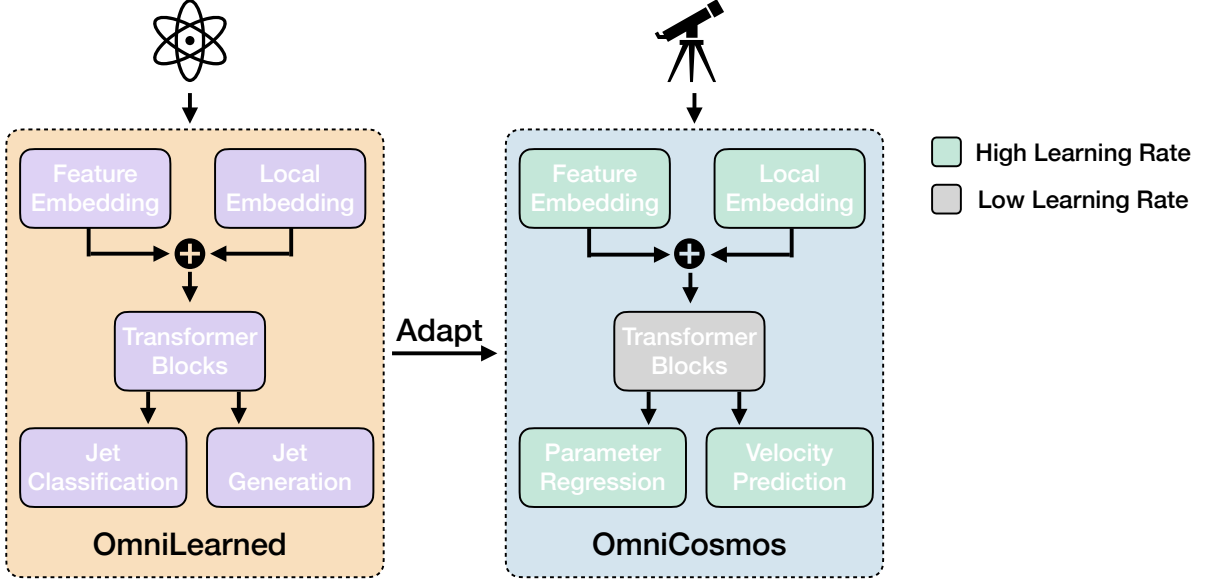 Feature
Embedding
Local
Embedding
Transformer
Blocks
Jet
Classification
Jet
Generation
OmniLearned
Adapt
Feature
Embedding
Local
Embedding
Transformer
Blocks
Parameter
Regression
Velocity
Prediction
OmniCosmos
High Learning Rate
Low Learning Rate